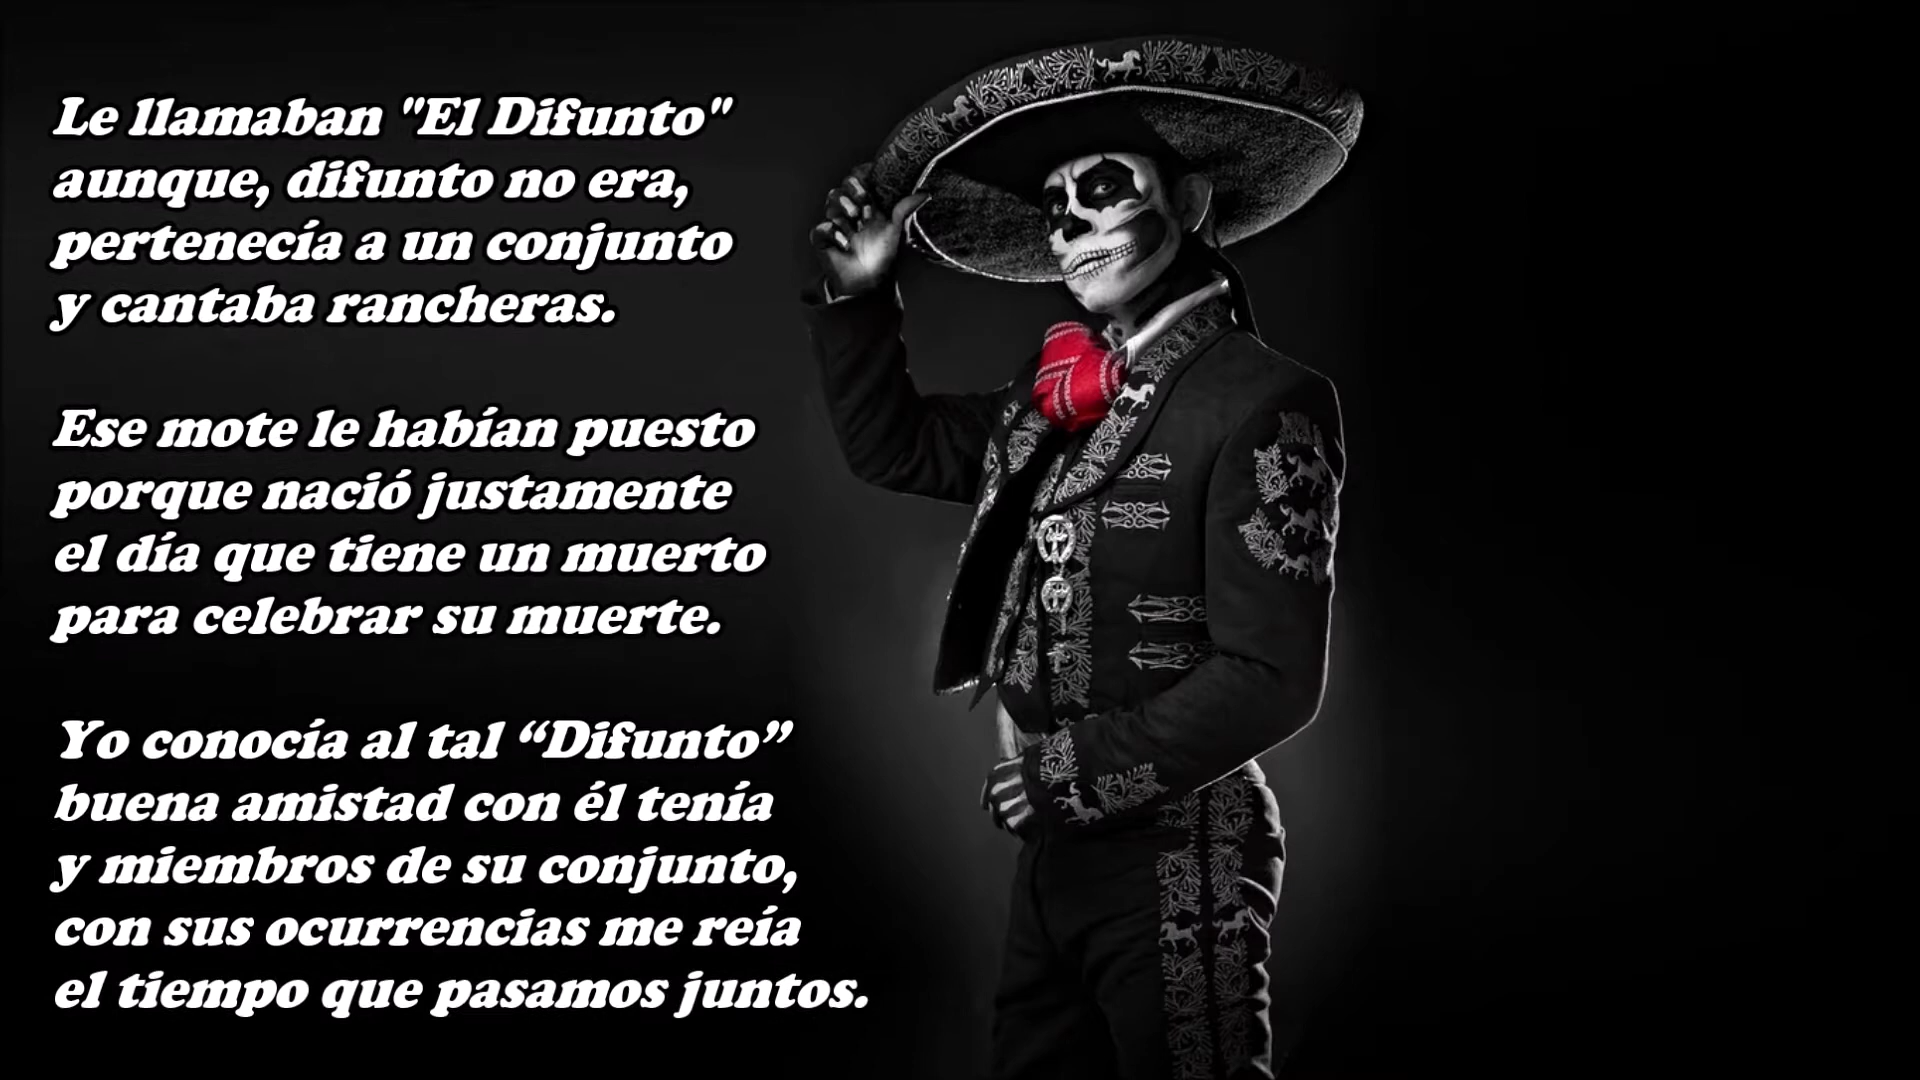 Le llamaban "El Difunto"
aunque, difunto no era,
pertenecía a un conjunto
y cantaba rancheras.
Ese mote le habían puesto
porque nació justamente
el día que tiene un muerto
para celebrar su muerte.
Yo conocía al tal “Difunto”
buena amistad con él tenía
y miembros de su conjunto,
con sus ocurrencias me reía
el tiempo que pasamos juntos.